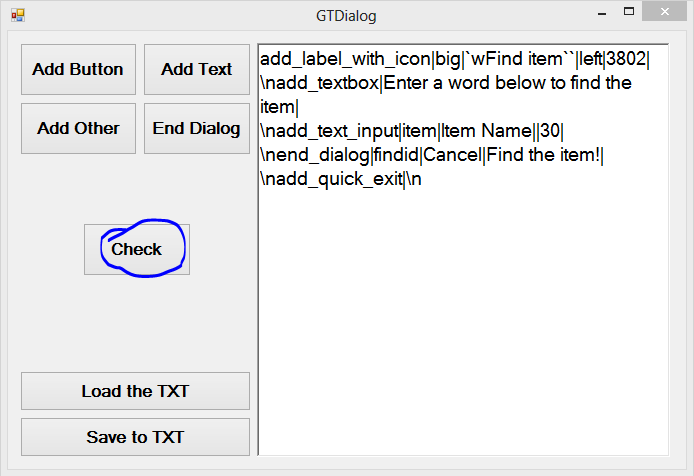 GTDialog
Add Button
Add Text
Add Other
End Dialog
Check
Load the TXT
Save to TXT
add_label_with_icon|big|`wFind item``|left|3802|
\nadd_textbox|Enter a word below to find the
item|
\nadd_text_input|item|Item Name||30|
\nend_dialog|findid|Cancel|Find the item!|
\nadd_quick_exit|\n